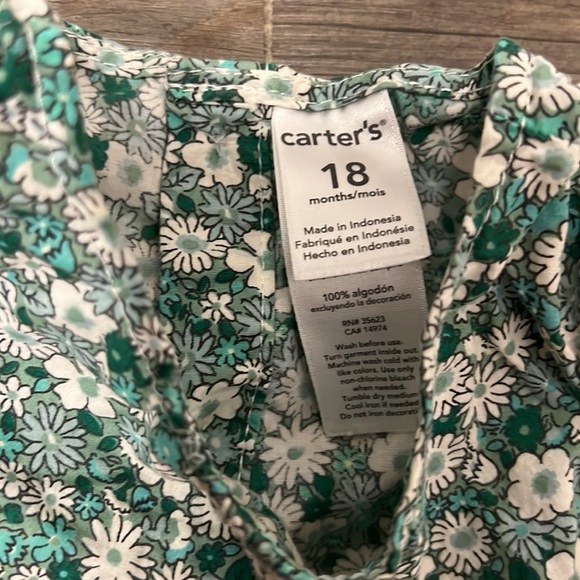 carter's®
18
months/mois
Made in Indonesia
Fabriqué en Indonésie
Hecho en Indonesia
100% algodón
excluyendo la decoración
RN# 35623
CA# 14974
Wash before use.
Turn garment inside out.
Machine wash cold with
like colors. Use only
non-chlorine bleach
when needed.
Tumble dry medium
Cool iron if needed
Do not iron decorati